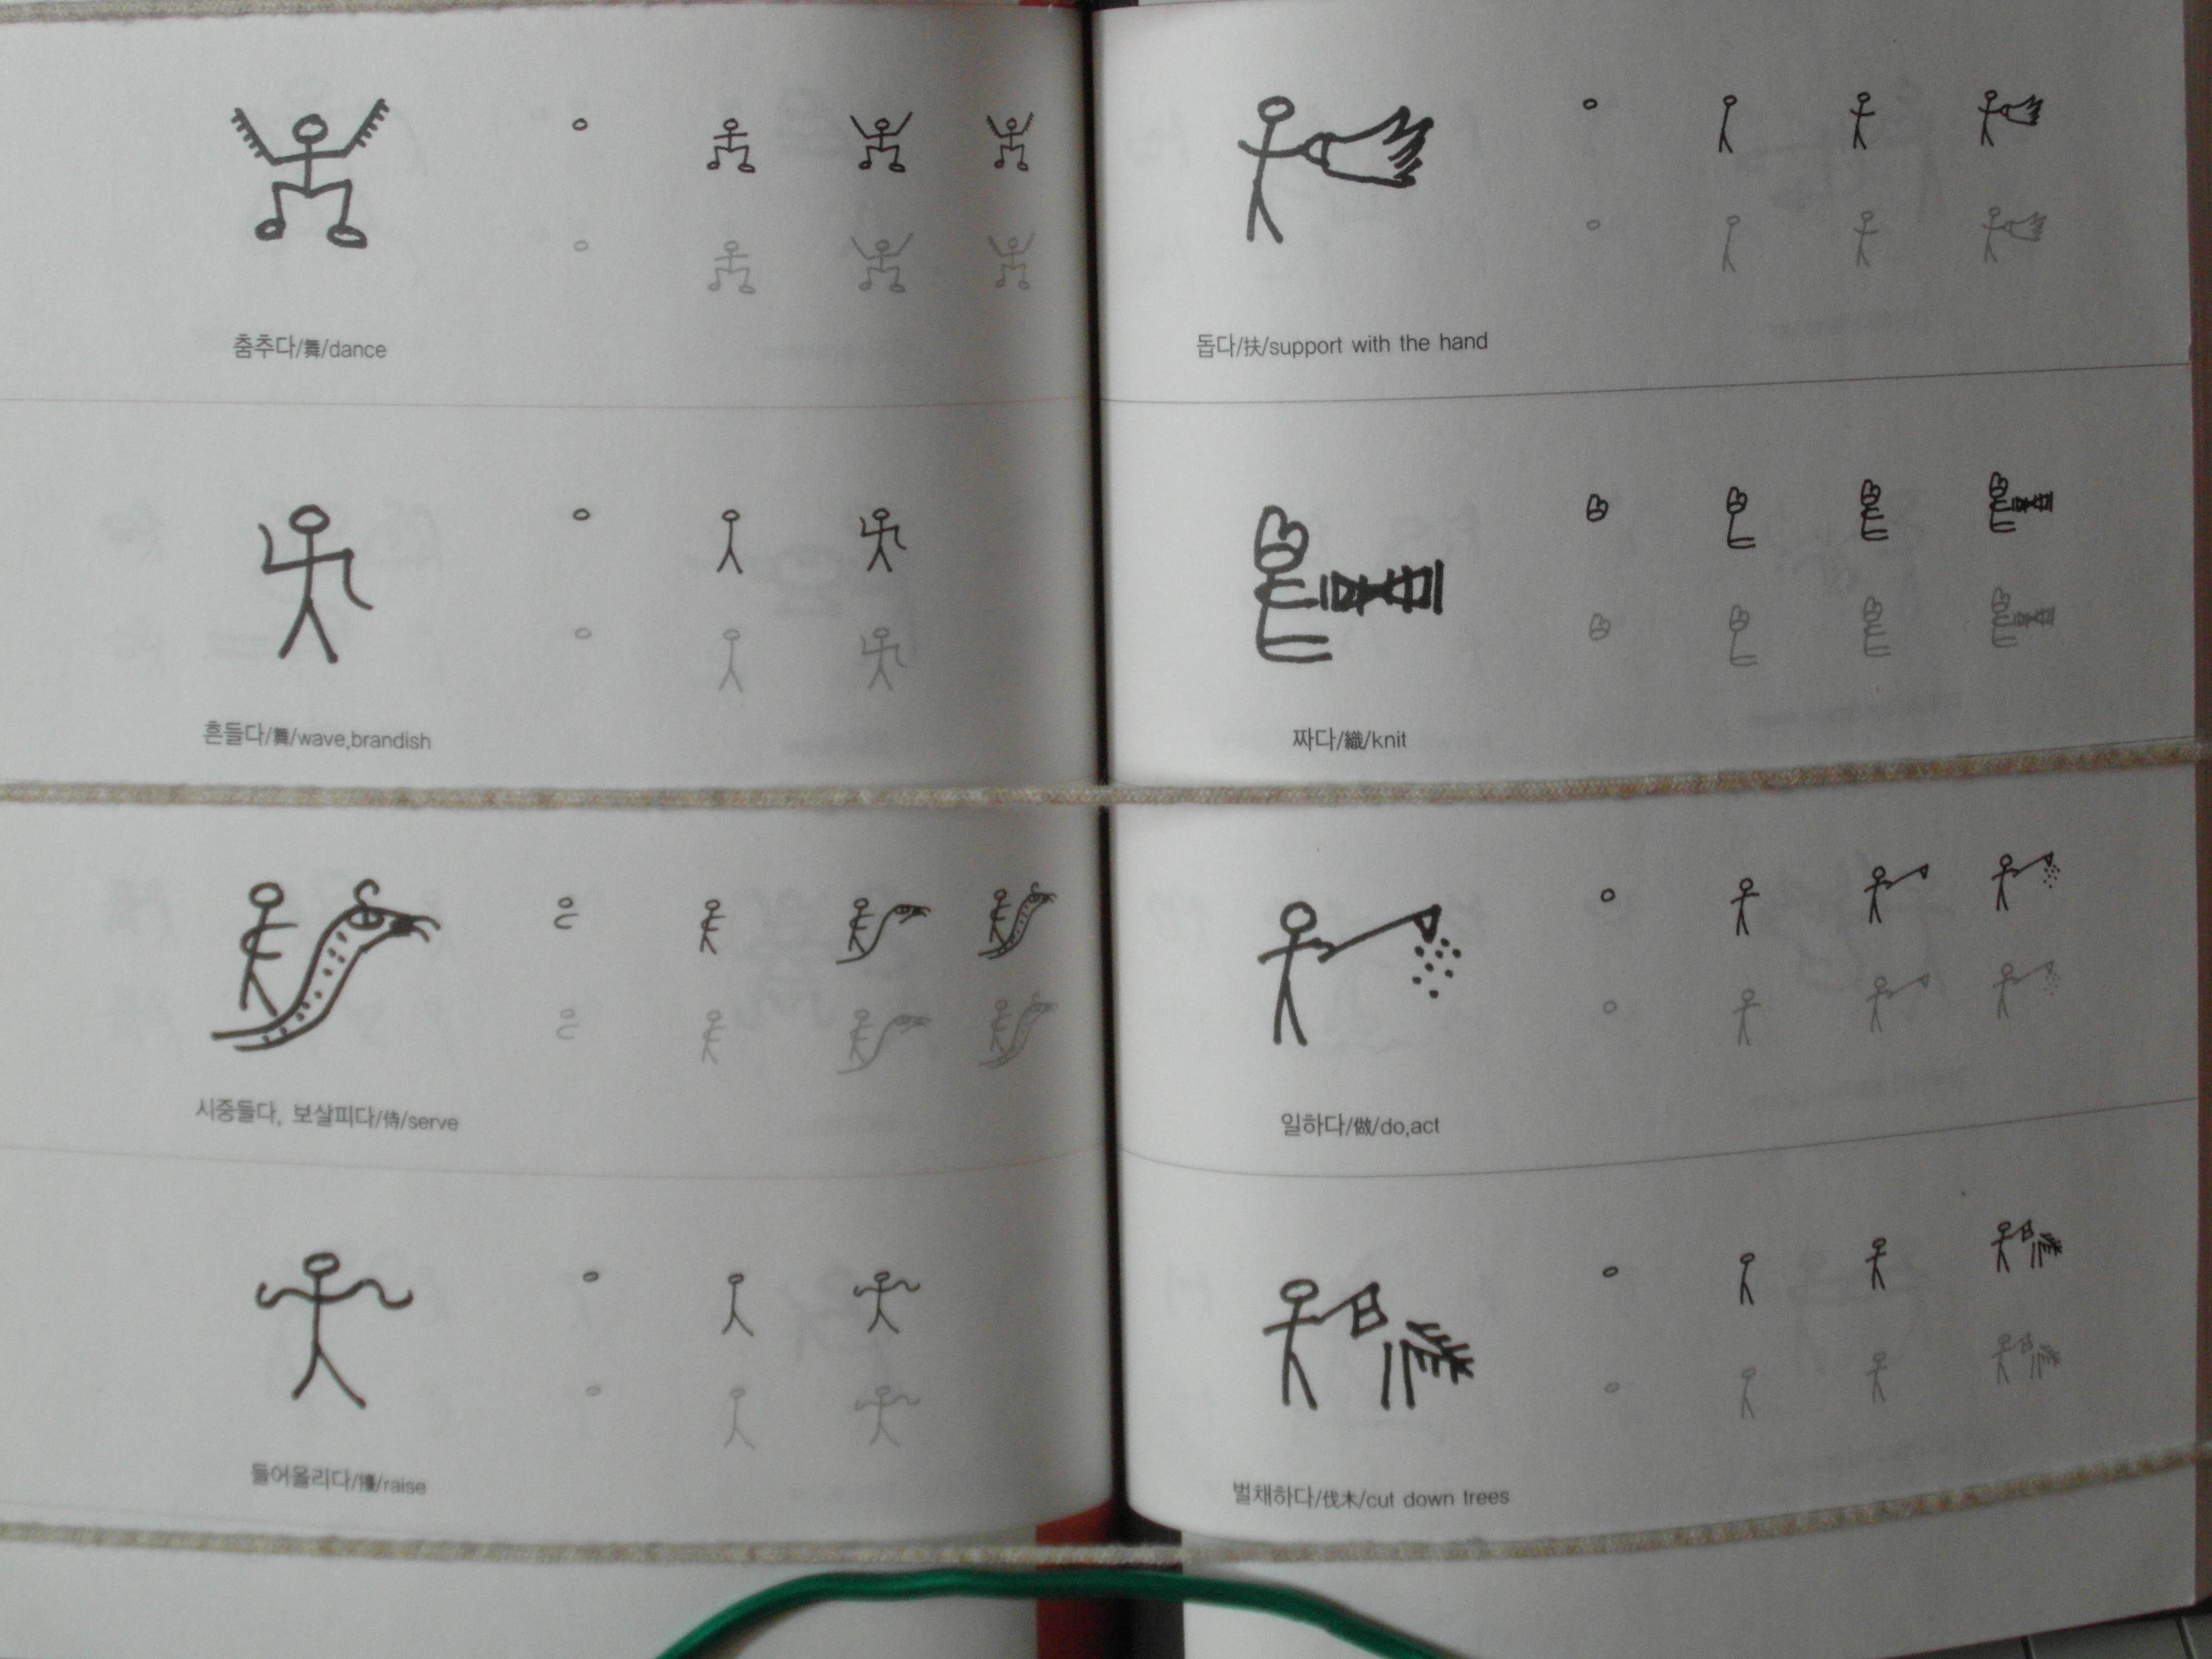 춤추다/舞/dance
흔들다/舞/wave,brandish
시중들다, 보살피다/侍/serve
들어올리다/擡/raise
돕다/扶/support with the hand
짜다/織/knit
일하다/做/do,act
벌채하다/伐木/cut down trees